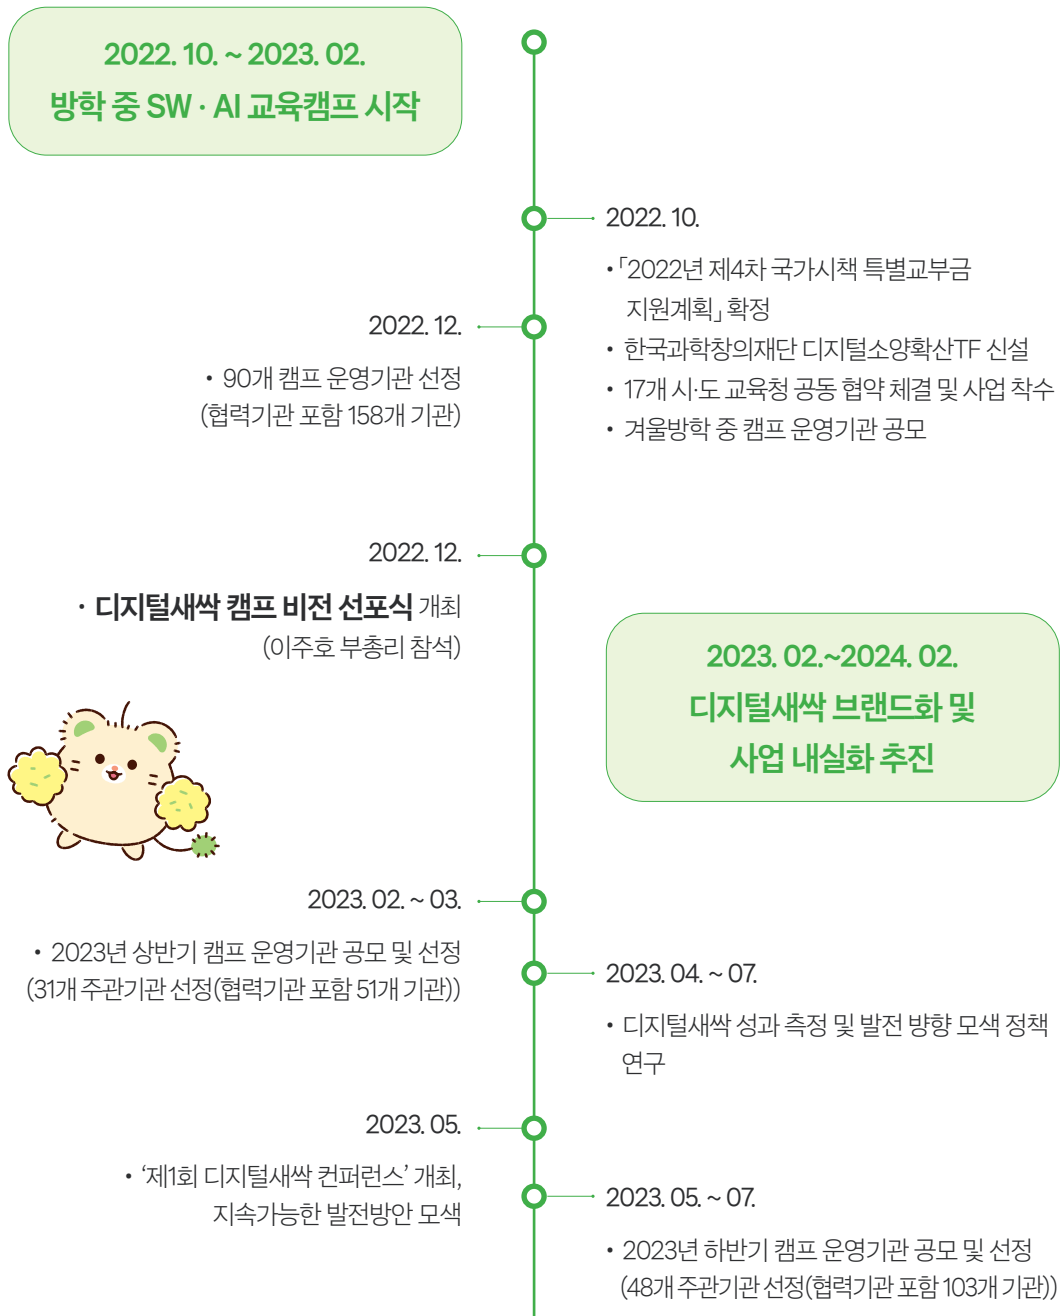 2022. 10. ~ 2023. 02.
방학 중 SW · AI 교육캠프 시작
2022. 10.
• 「2022년 제4차 국가시책 특별교부금
지원계획」 확정
• 한국과학창의재단 디지털소양확산TF 신설
• 17개 시·도 교육청 공동 협약 체결 및 사업 착수
• 겨울방학 중 캠프 운영기관 공모
2022. 12.
• 90개 캠프 운영기관 선정
(협력기관 포함 158개 기관)
2022. 12.
• 디지털새싹 캠프 비전 선포식 개최
(이주호 부총리 참석)
2023. 02.~2024. 02.
디지털새싹 브랜드화 및
사업 내실화 추진
2023. 02. ~ 03.
• 2023년 상반기 캠프 운영기관 공모 및 선정
(31개 주관기관 선정(협력기관 포함 51개 기관))
2023. 04. ~ 07.
• 디지털새싹 성과 측정 및 발전 방향 모색 정책
연구
2023. 05.
• ‘제1회 디지털새싹 컨퍼런스’ 개최,
지속가능한 발전방안 모색
2023. 05. ~ 07.
• 2023년 하반기 캠프 운영기관 공모 및 선정
(48개 주관기관 선정(협력기관 포함 103개 기관))